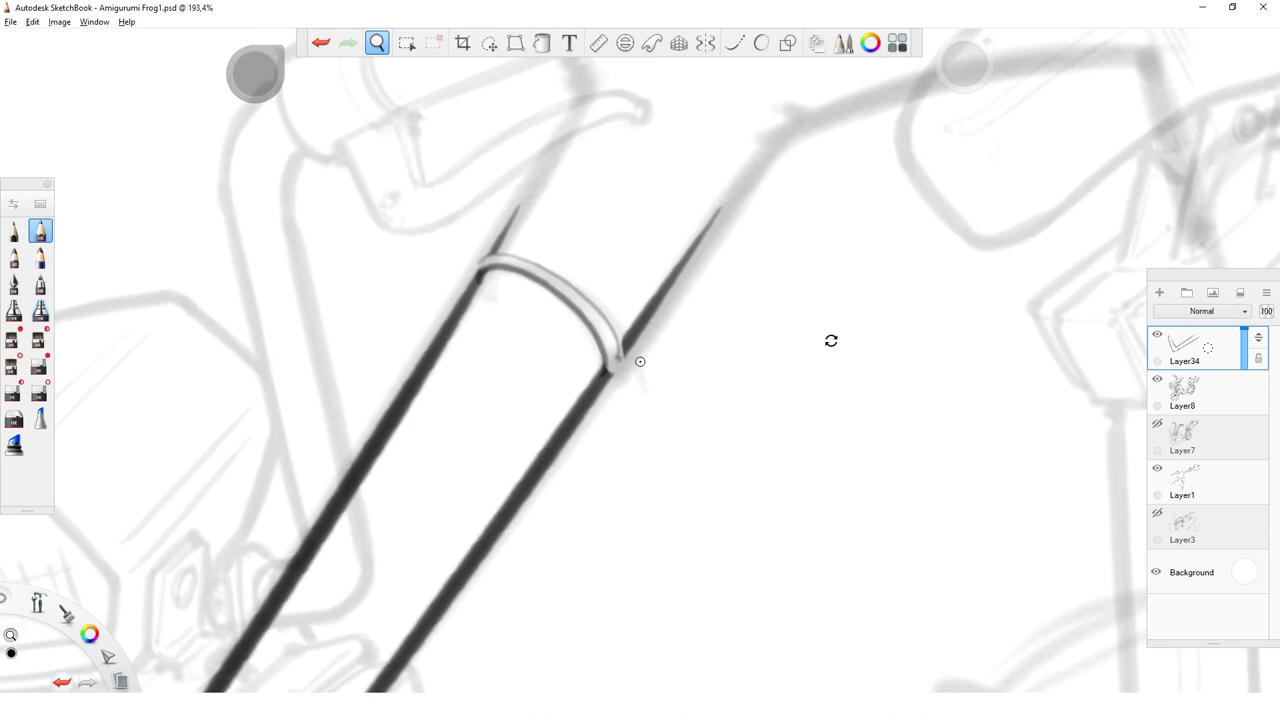 Autodesk SketchBook - Amigurumi Frog1.psd @ 193,4%
File Edit Image Window Help
Normal 100
Layer34
Layer8
Layer7
Layer1
Layer3
Background